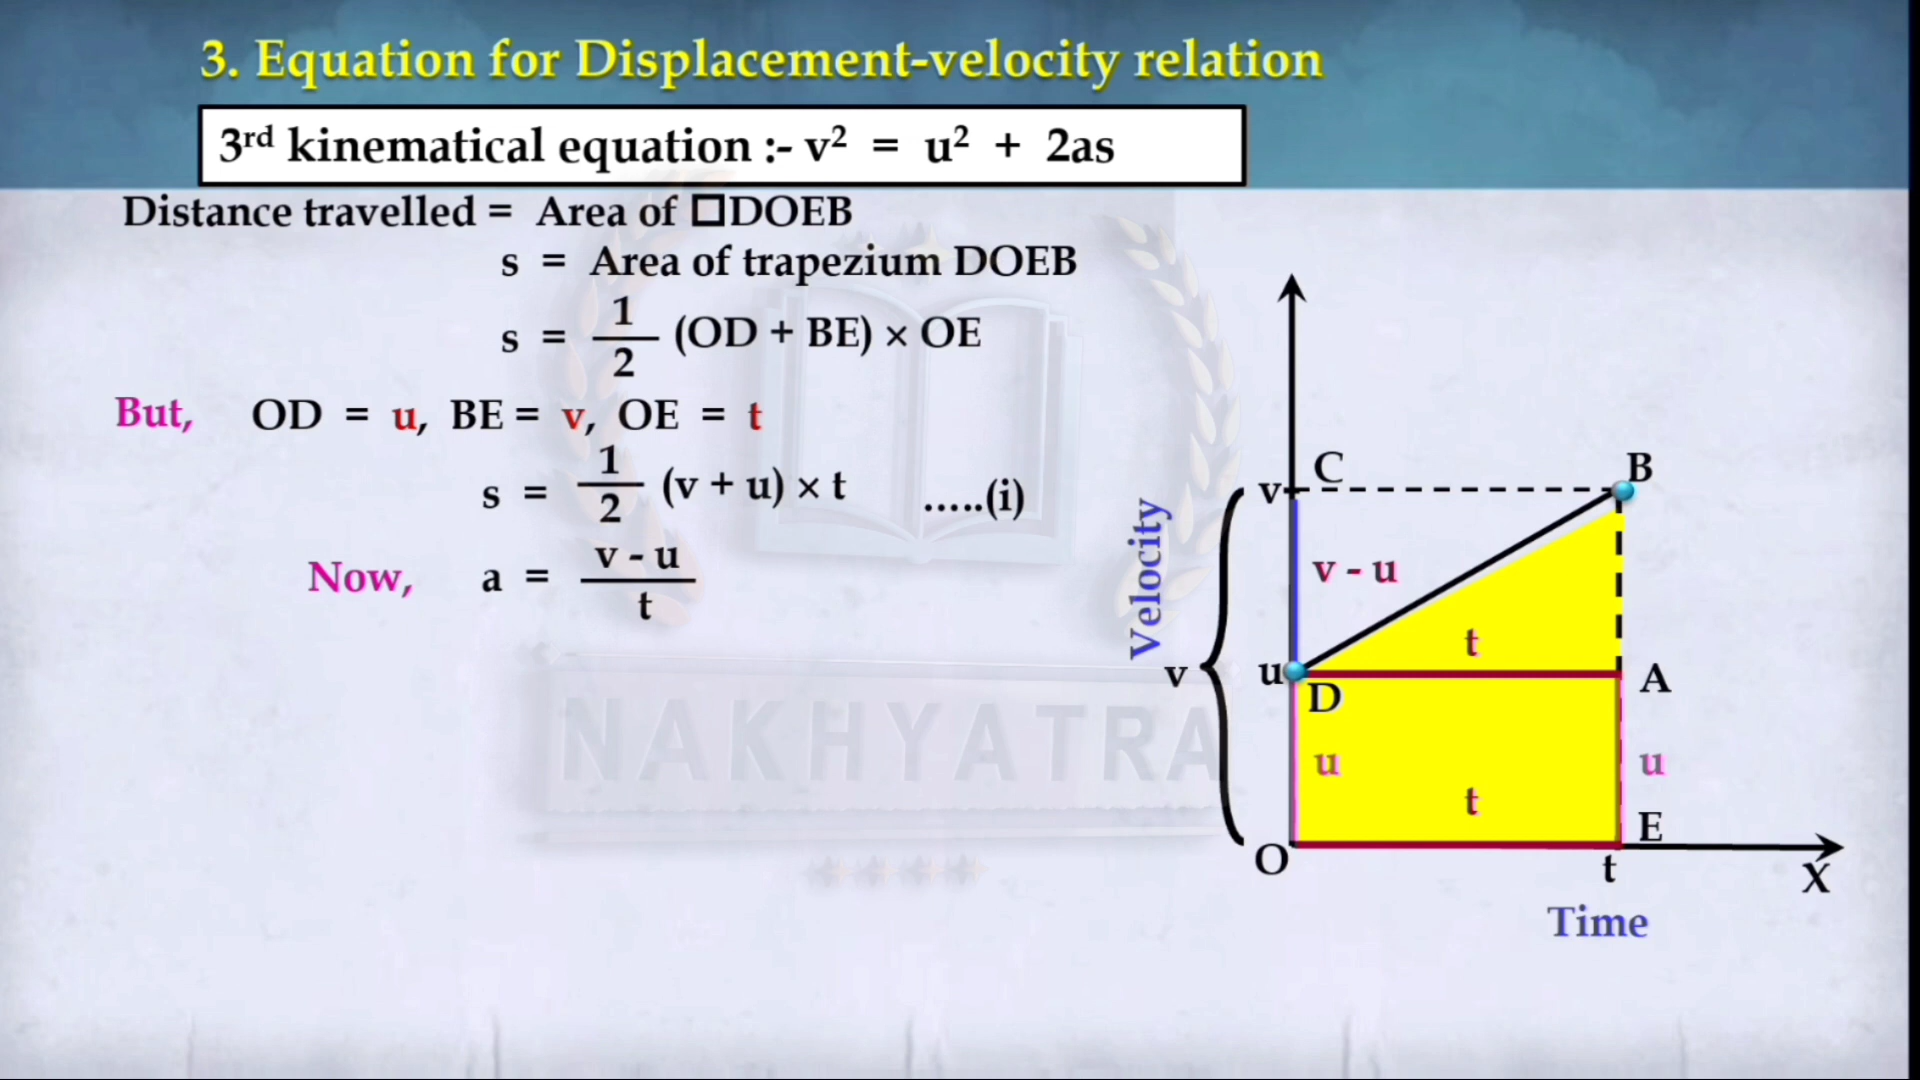 3. Equation for Displacement-velocity relation
3rd kinematical equation :- v² = u² + 2as
Distance travelled = Area of □DOEB
s = Area of trapezium DOEB
s = 1/2 (OD + BE) × OE
But, OD = u, BE = v, OE = t
s = 1/2 (v + u) × t .....(i)
Now, a = v - u / t
NAKHYATRA
Velocity
v
v
C
B
v - u
t
u
D
A
u
t
u
E
O
t
X
Time